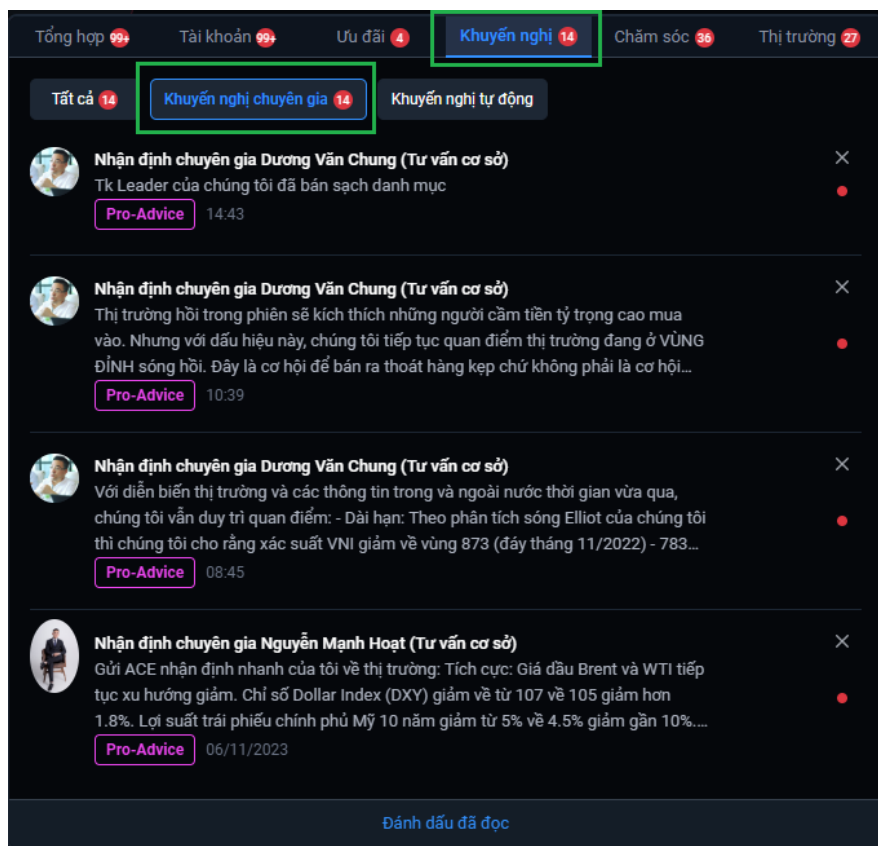 Tổng hợp 99+ Tài khoản 99+ Ưu đãi 4 Khuyến nghị 14 Chăm sóc 36 Thị trường 27
Tất cả 14 Khuyến nghị chuyên gia 14 Khuyến nghị tự động
Nhận định chuyên gia Dương Văn Chung (Tư vấn cơ sở)
Tk Leader của chúng tôi đã bán sạch danh mục
Pro-Advice 14:43
Nhận định chuyên gia Dương Văn Chung (Tư vấn cơ sở)
Thị trường hồi trong phiên sẽ kích thích những người cầm tiền tỷ trọng cao mua
vào. Nhưng với dấu hiệu này, chúng tôi tiếp tục quan điểm thị trường đang ở VÙNG
ĐỈNH sóng hồi. Đây là cơ hội để bán ra thoát hàng kẹp chứ không phải là cơ hội...
Pro-Advice 10:39
Nhận định chuyên gia Dương Văn Chung (Tư vấn cơ sở)
Với diễn biến thị trường và các thông tin trong và ngoài nước thời gian vừa qua,
chúng tôi vẫn duy trì quan điểm: - Dài hạn: Theo phân tích sóng Elliot của chúng tôi
thì chúng tôi cho rằng xác suất VNI giảm về vùng 873 (đáy tháng 11/2022) - 783...
Pro-Advice 08:45
Nhận định chuyên gia Nguyễn Mạnh Hoạt (Tư vấn cơ sở)
Gửi ACE nhận định nhanh của tôi về thị trường: Tích cực: Giá dầu Brent và WTI tiếp
tục xu hướng giảm. Chỉ số Dollar Index (DXY) giảm về từ 107 về 105 giảm hơn
1.8%. Lợi suất trái phiếu chính phủ Mỹ 10 năm giảm từ 5% về 4.5% giảm gần 10%....
Pro-Advice 06/11/2023
Đánh dấu đã đọc